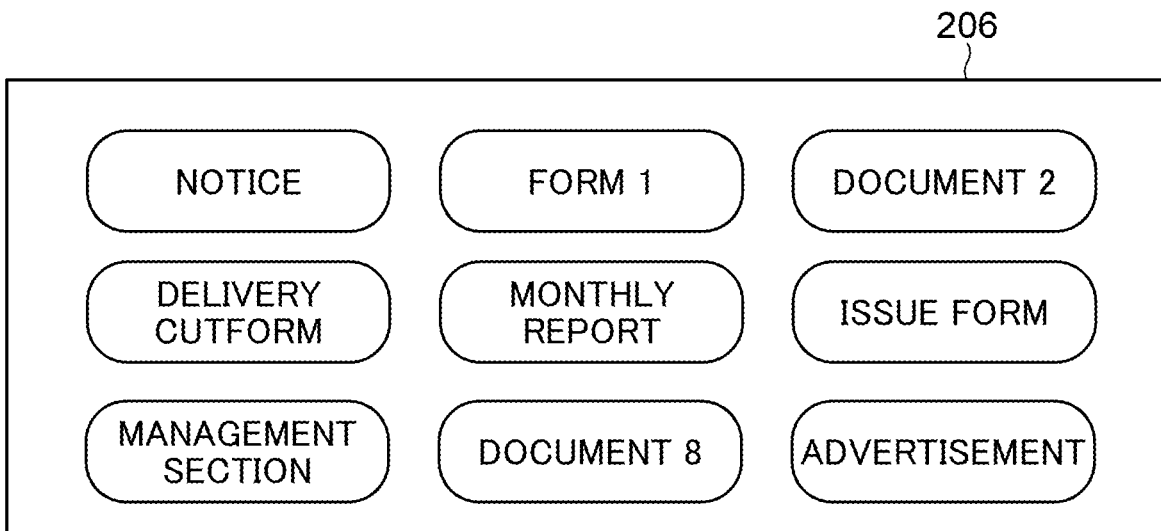 206
NOTICE
FORM 1
DOCUMENT 2
DELIVERY
CUTFORM
MONTHLY
REPORT
ISSUE FORM
MANAGEMENT
SECTION
DOCUMENT 8
ADVERTISEMENT